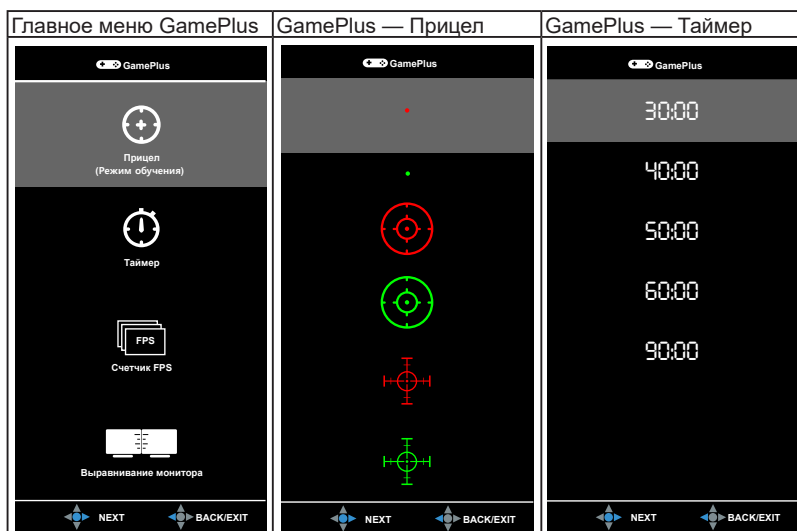 Главное меню GamePlus
GamePlus
Прицел
(Режим обучения)
Таймер
FPS
Счетчик FPS
Выравнивание монитора
NEXT BACK/EXIT
GamePlus — Прицел
GamePlus
NEXT BACK/EXIT
GamePlus — Таймер
GamePlus
30:00
40:00
50:00
60:00
90:00
NEXT BACK/EXIT